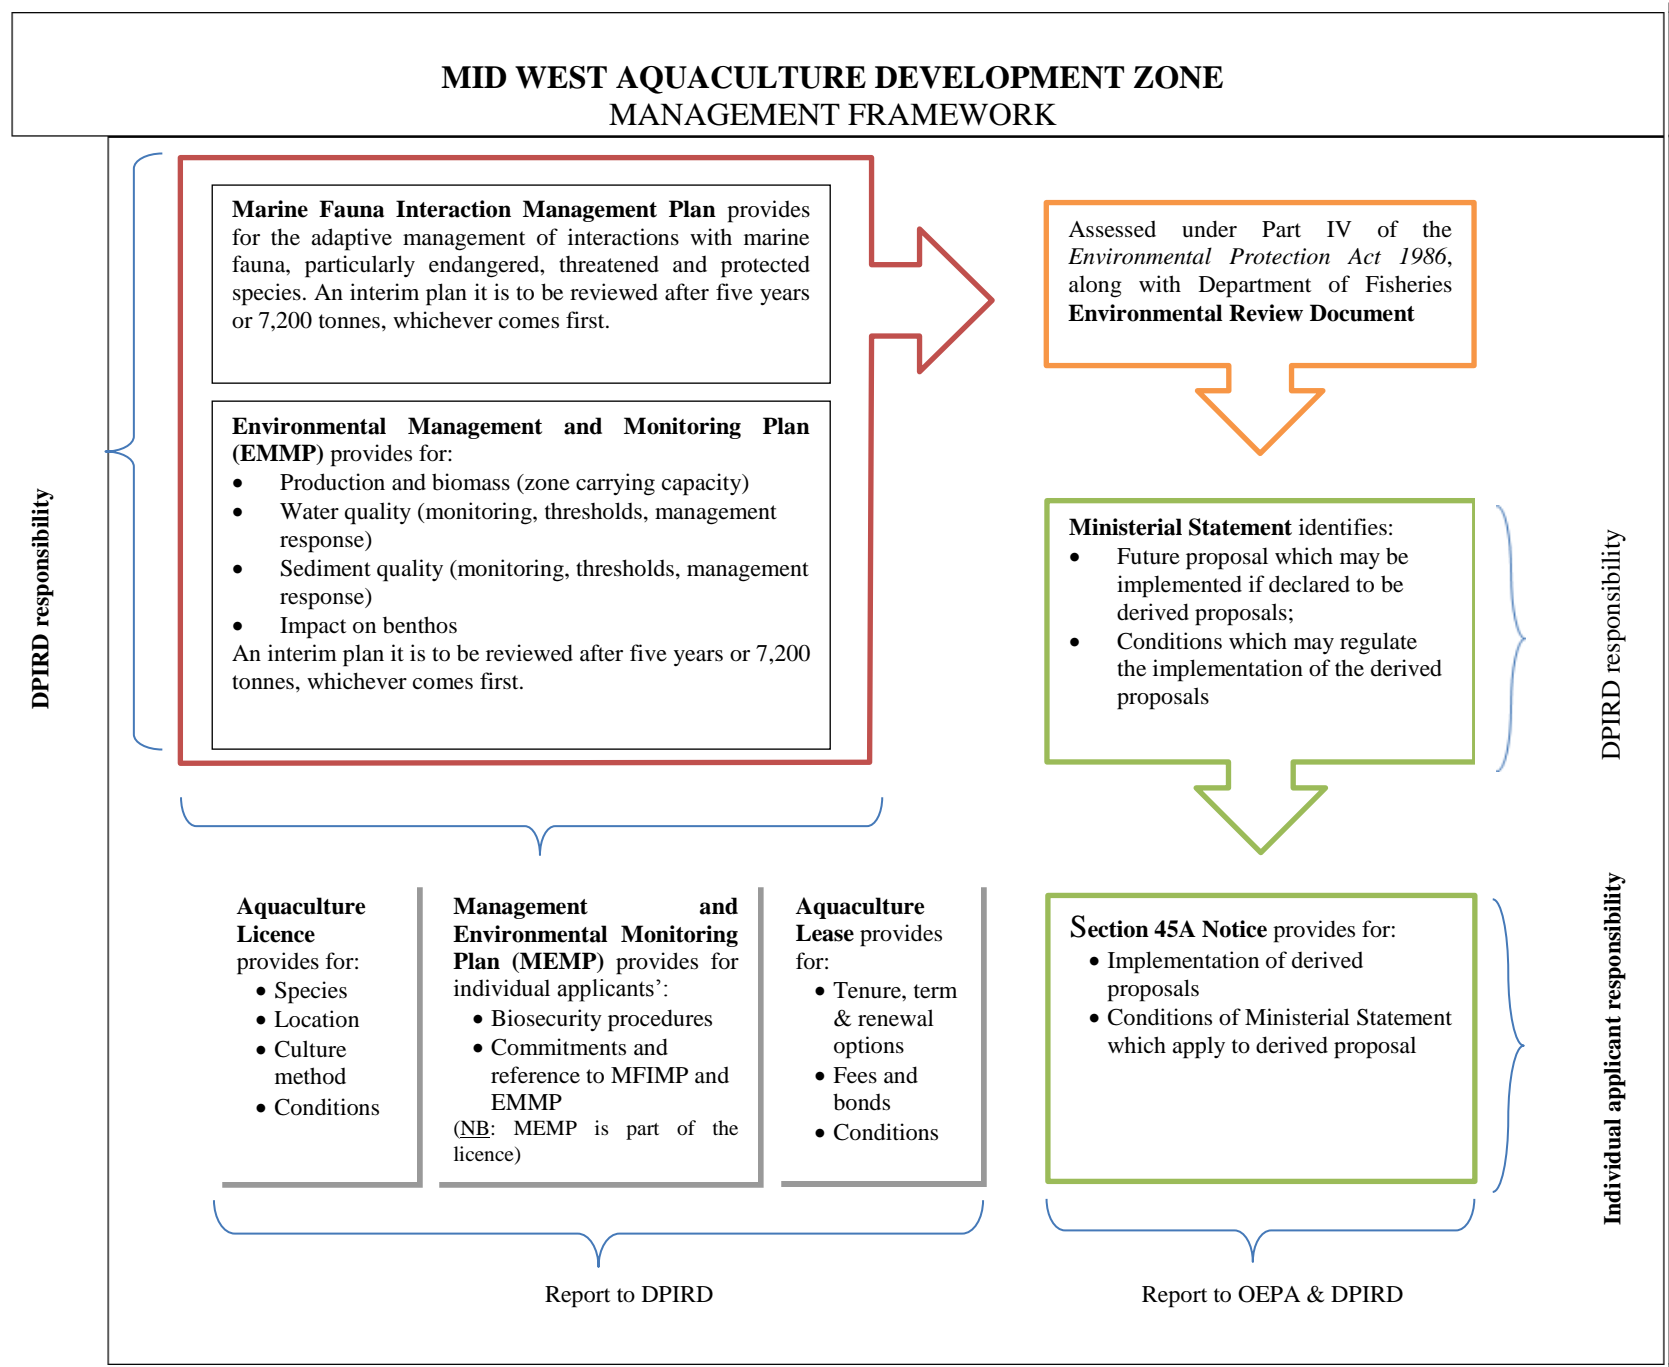 MID WEST AQUACULTURE DEVELOPMENT ZONE
MANAGEMENT FRAMEWORK
DPIRD responsibility
Marine Fauna Interaction Management Plan provides
for the adaptive management of interactions with marine
fauna, particularly endangered, threatened and protected
species. An interim plan it is to be reviewed after five years
or 7,200 tonnes, whichever comes first.
Environmental Management and Monitoring Plan
(EMMP) provides for:
• Production and biomass (zone carrying capacity)
• Water quality (monitoring, thresholds, management
response)
• Sediment quality (monitoring, thresholds, management
response)
• Impact on benthos
An interim plan it is to be reviewed after five years or 7,200
tonnes, whichever comes first.
Assessed under Part IV of the
Environmental Protection Act 1986,
along with Department of Fisheries
Environmental Review Document
Ministerial Statement identifies:
• Future proposal which may be
implemented if declared to be
derived proposals;
• Conditions which may regulate
the implementation of the derived
proposals
DPIRD responsibility
Aquaculture
Licence
provides for:
• Species
• Location
• Culture
method
• Conditions
Management and
Environmental Monitoring
Plan (MEMP) provides for
individual applicants’:
• Biosecurity procedures
• Commitments and
reference to MFIMP and
EMMP
(NB: MEMP is part of the
licence)
Aquaculture
Lease provides
for:
• Tenure, term
& renewal
options
• Fees and
bonds
• Conditions
Section 45A Notice provides for:
• Implementation of derived
proposals
• Conditions of Ministerial Statement
which apply to derived proposal
Individual applicant responsibility
Report to DPIRD
Report to OEPA & DPIRD